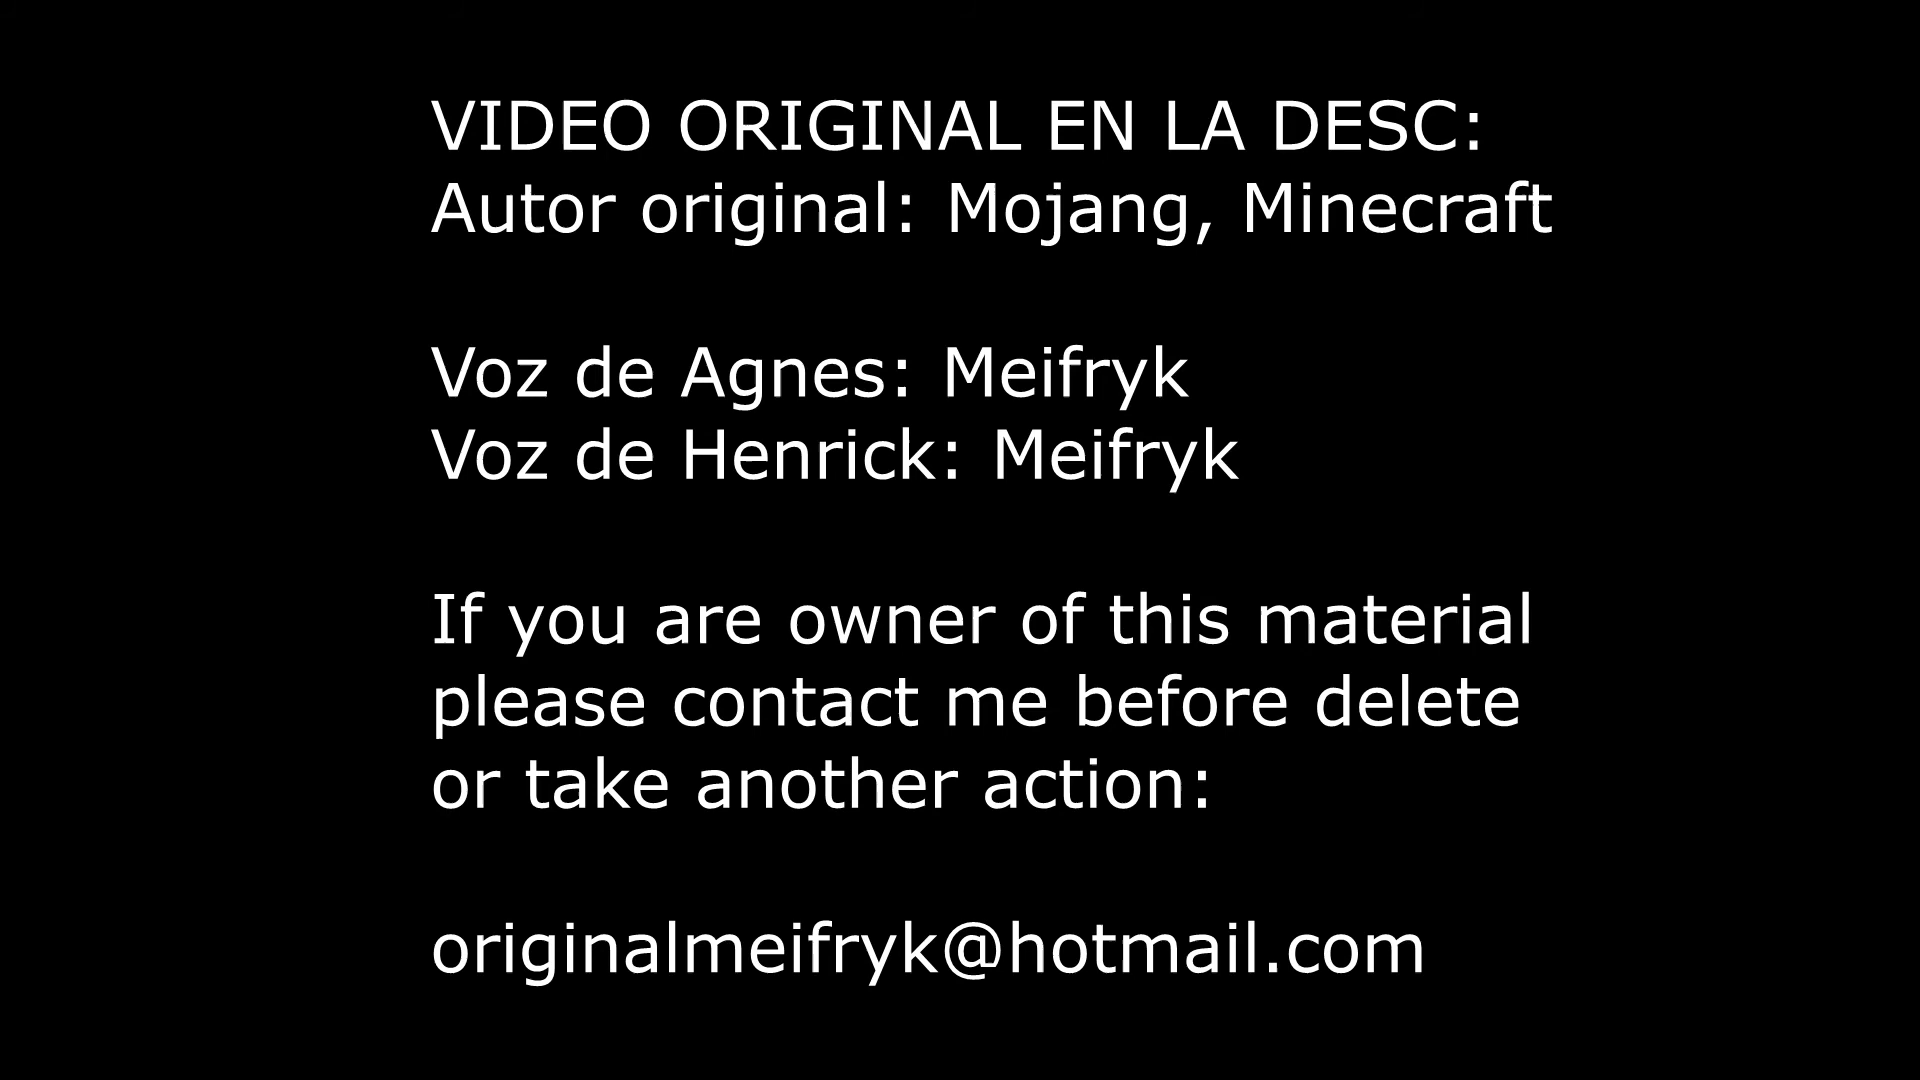 VIDEO ORIGINAL EN LA DESC:
Autor original: Mojang, Minecraft
Voz de Agnes: Meifryk
Voz de Henrick: Meifryk
If you are owner of this material
please contact me before delete
or take another action:
originalmeifryk@hotmail.com